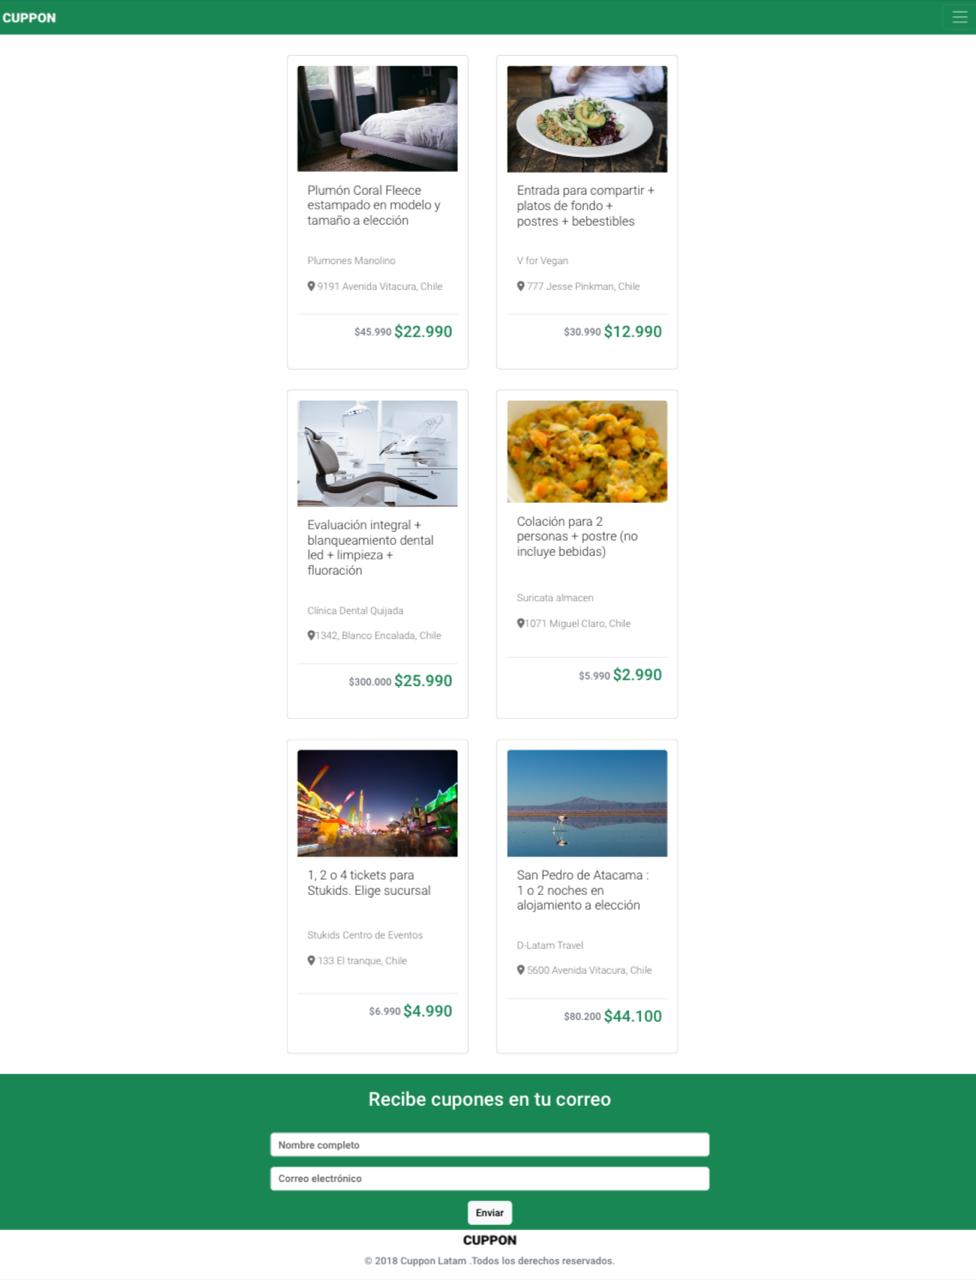 CUPPON
Plumón Coral Fleece
estampado en modelo y
tamaño a elección
Plumones Manolino
9191 Avenida Vitacura, Chile
$45.990 $22.990
Entrada para compartir +
platos de fondo +
postres + bebestibles
V for Vegan
777 Jesse Pinkman, Chile
$30.990 $12.990
Evaluación integral +
blanqueamiento dental
led + limpieza +
fluoración
Clínica Dental Quijada
1342, Blanco Encalada, Chile
$300.000 $25.990
Colación para 2
personas + postre (no
incluye bebidas)
Suricata almacen
1071 Miguel Claro, Chile
$5.990 $2.990
1, 2 o 4 tickets para
Stukids. Elige sucursal
Stukids Centro de Eventos
133 El tranque, Chile
$6.990 $4.990
San Pedro de Atacama :
1 o 2 noches en
alojamiento a elección
D-Latam Travel
5600 Avenida Vitacura, Chile
$80.200 $44.100
Recibe cupones en tu correo
Nombre completo
Correo electrónico
Enviar
CUPPON
© 2018 Cuppon Latam .Todos los derechos reservados.